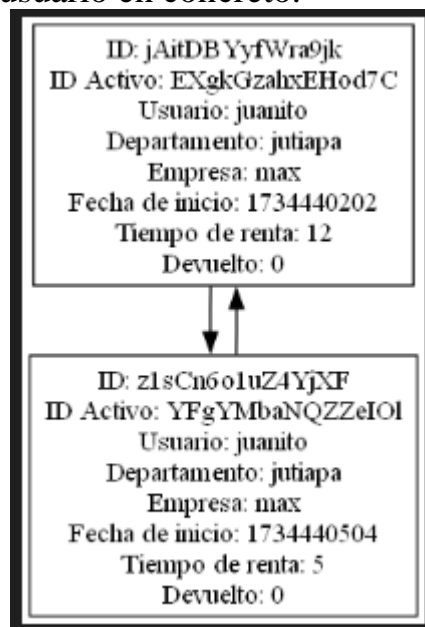 usuario en concreto.
ID: jAitDBYyfWra9jk
ID Activo: EXgkGzahxEHod7C
Usuario: juanito
Departamento: jutiapa
Empresa: max
Fecha de inicio: 1734440202
Tiempo de renta: 12
Devuelto: 0
ID: z1sCn6o1uZ4YjXF
ID Activo: YFgYMbaNQZZeIOl
Usuario: juanito
Departamento: jutiapa
Empresa: max
Fecha de inicio: 1734440504
Tiempo de renta: 5
Devuelto: 0